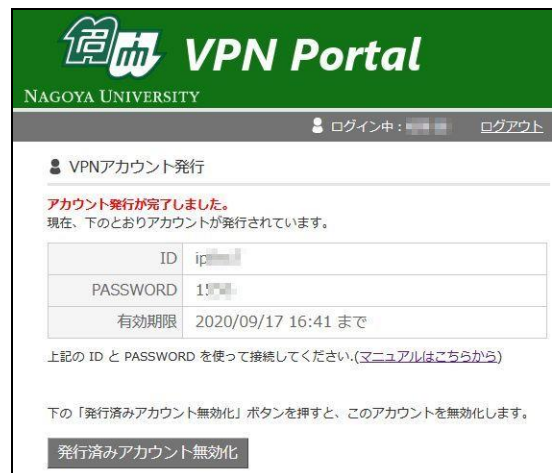 名大 VPN Portal
NAGOYA UNIVERSITY
ログイン中： ログアウト
VPNアカウント発行
アカウント発行が完了しました。
現在、下のとおりアカウントが発行されています。
ID ip
PASSWORD 1
有効期限 2020/09/17 16:41 まで
上記の ID と PASSWORD を使って接続してください.(マニュアルはこちらから)
下の「発行済みアカウント無効化」ボタンを押すと、このアカウントを無効化します。
発行済みアカウント無効化